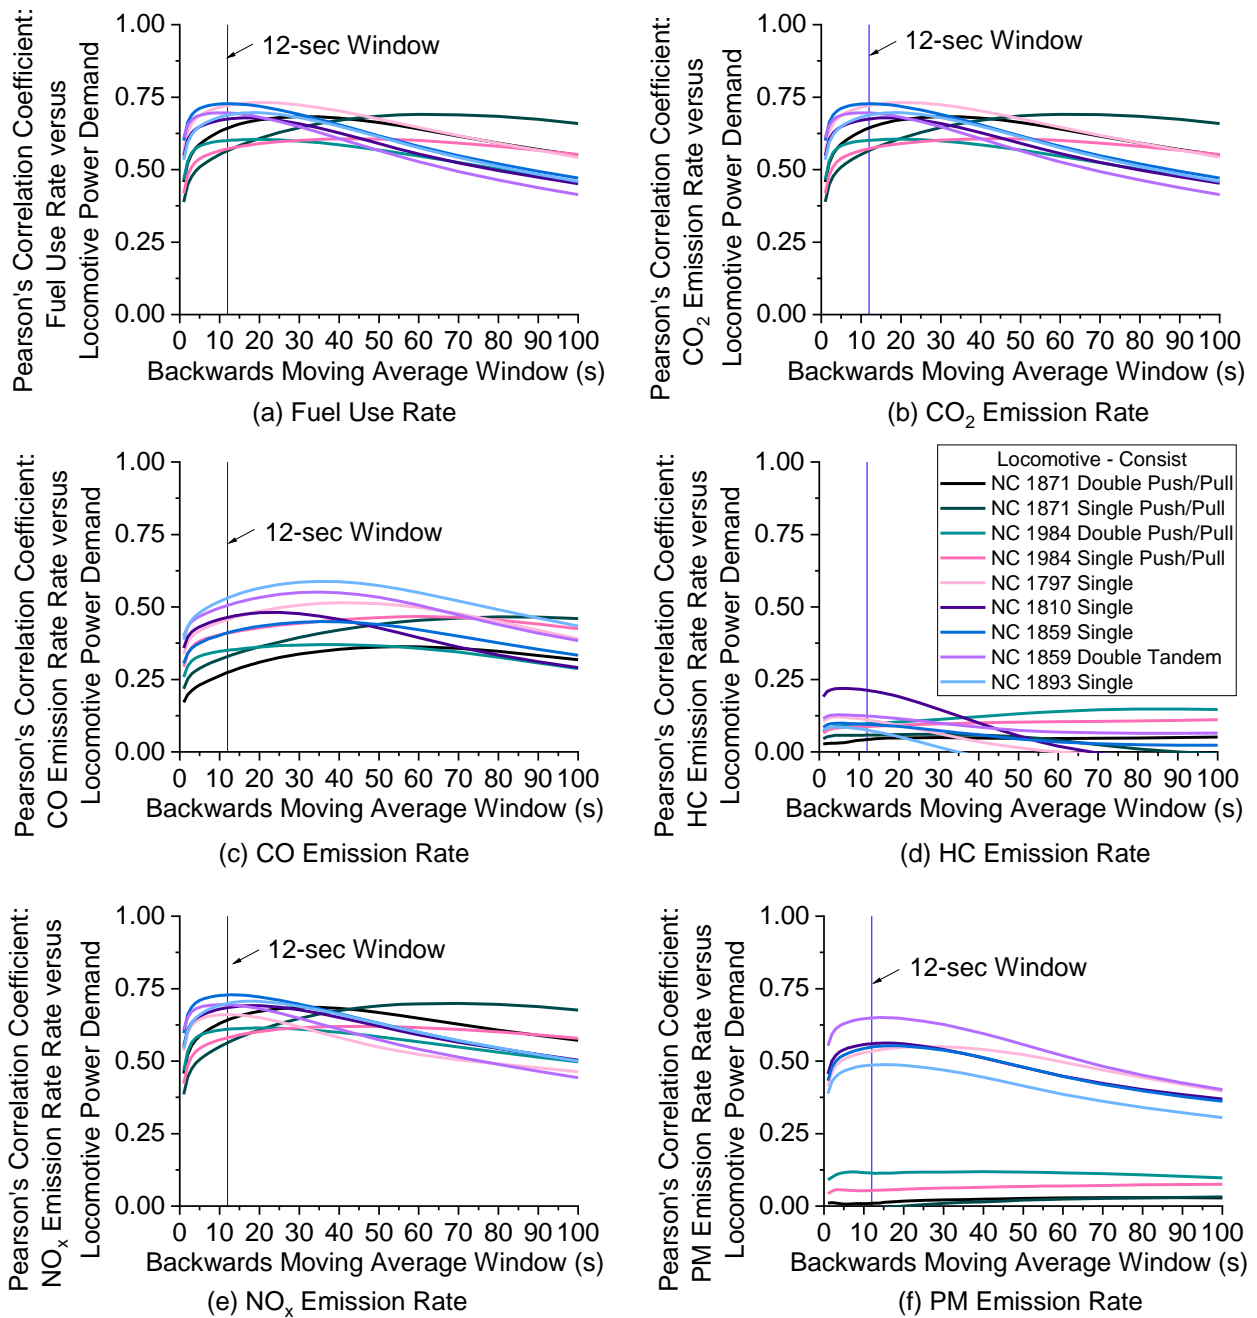 Pearson's Correlation Coefficient:
Fuel Use Rate versus
Locomotive Power Demand
1.00
0.75
0.50
0.25
0.00
12-sec Window
0 10 20 30 40 50 60 70 80 90 100
Backwards Moving Average Window (s)
(a) Fuel Use Rate
Pearson's Correlation Coefficient:
CO2 Emission Rate versus
Locomotive Power Demand
1.00
0.75
0.50
0.25
0.00
12-sec Window
0 10 20 30 40 50 60 70 80 90 100
Backwards Moving Average Window (s)
(b) CO2 Emission Rate
Pearson's Correlation Coefficient:
CO Emission Rate versus
Locomotive Power Demand
1.00
0.75
0.50
0.25
0.00
12-sec Window
0 10 20 30 40 50 60 70 80 90 100
Backwards Moving Average Window (s)
(c) CO Emission Rate
Pearson's Correlation Coefficient:
HC Emission Rate versus
Locomotive Power Demand
1.00
0.75
0.50
0.25
0.00
Locomotive - Consist
NC 1871 Double Push/Pull
NC 1871 Single Push/Pull
NC 1984 Double Push/Pull
NC 1984 Single Push/Pull
NC 1797 Single
NC 1810 Single
NC 1859 Single
NC 1859 Double Tandem
NC 1893 Single
0 10 20 30 40 50 60 70 80 90 100
Backwards Moving Average Window (s)
(d) HC Emission Rate
Pearson's Correlation Coefficient:
NOx Emission Rate versus
Locomotive Power Demand
1.00
0.75
0.50
0.25
0.00
12-sec Window
0 10 20 30 40 50 60 70 80 90 100
Backwards Moving Average Window (s)
(e) NOx Emission Rate
Pearson's Correlation Coefficient:
PM Emission Rate versus
Locomotive Power Demand
1.00
0.75
0.50
0.25
0.00
12-sec Window
0 10 20 30 40 50 60 70 80 90 100
Backwards Moving Average Window (s)
(f) PM Emission Rate